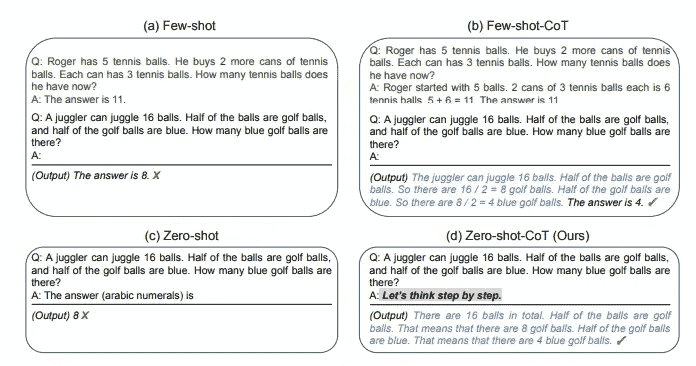 (a) Few-shot
Q: Roger has 5 tennis balls. He buys 2 more cans of tennis
balls. Each can has 3 tennis balls. How many tennis balls does
he have now?
A: The answer is 11.
Q: A juggler can juggle 16 balls. Half of the balls are golf balls,
and half of the golf balls are blue. How many blue golf balls are
there?
A:
(Output) The answer is 8. ✗
(b) Few-shot-CoT
Q: Roger has 5 tennis balls. He buys 2 more cans of tennis
balls. Each can has 3 tennis balls. How many tennis balls does
he have now?
A: Roger started with 5 balls. 2 cans of 3 tennis balls each is 6
tennis balls. 5 + 6 = 11. The answer is 11.
Q: A juggler can juggle 16 balls. Half of the balls are golf balls,
and half of the golf balls are blue. How many blue golf balls are
there?
A:
(Output) The juggler can juggle 16 balls. Half of the balls are golf
balls. So there are 16 / 2 = 8 golf balls. Half of the golf balls are
blue. So there are 8 / 2 = 4 blue golf balls. The answer is 4. ✓
(c) Zero-shot
Q: A juggler can juggle 16 balls. Half of the balls are golf balls,
and half of the golf balls are blue. How many blue golf balls are
there?
A: The answer (arabic numerals) is
(Output) 8 ✗
(d) Zero-shot-CoT (Ours)
Q: A juggler can juggle 16 balls. Half of the balls are golf balls,
and half of the golf balls are blue. How many blue golf balls are
there?
A: Let's think step by step.
(Output) There are 16 balls in total. Half of the balls are golf
balls. That means that there are 8 golf balls. Half of the golf balls
are blue. That means that there are 4 blue golf balls. ✓